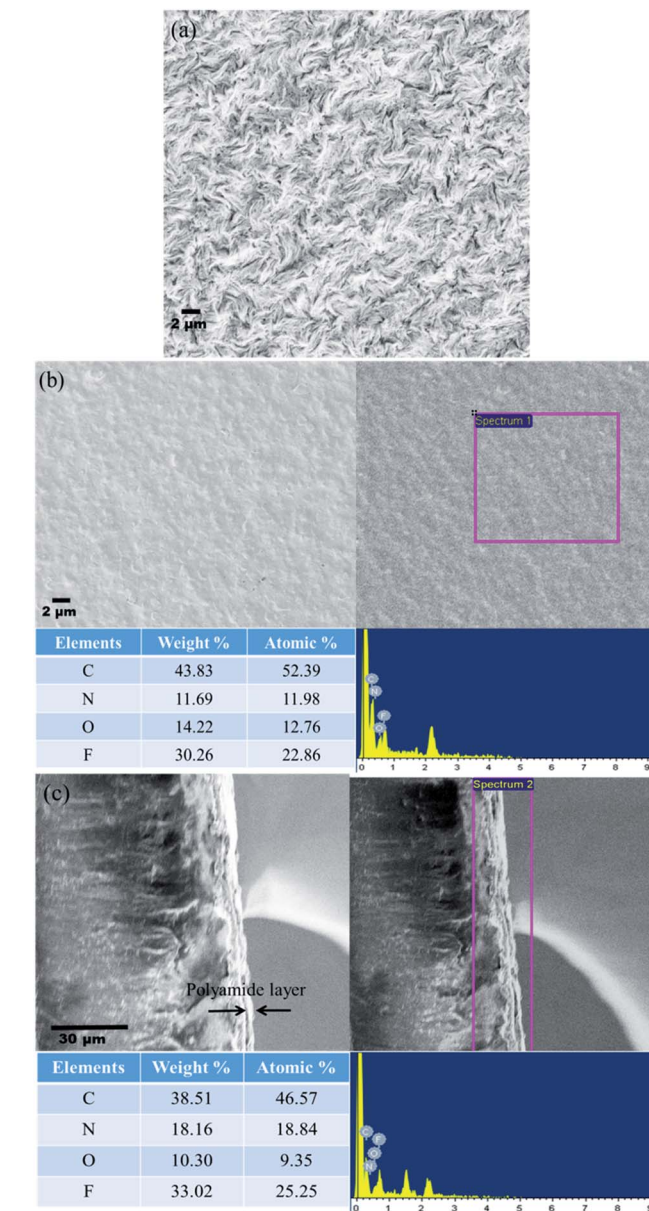 (a)
2 µm
(b)
Spectrum 1
2 µm
Elements Weight % Atomic %
C 43.83 52.39
N 11.69 11.98
O 14.22 12.76
F 30.26 22.86
C
N
F
O
0 1 2 3 4 5 6 7 8 9
(c)
Spectrum 2
Polyamide layer
30 µm
Elements Weight % Atomic %
C 38.51 46.57
N 18.16 18.84
O 10.30 9.35
F 33.02 25.25
C
F
O
N
0 1 2 3 4 5 6 7 8 9